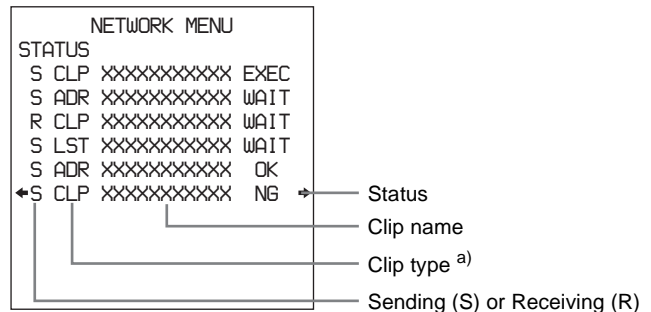 NETWORK MENU
STATUS
S CLP XXXXXXXXXXX EXEC
S ADR XXXXXXXXXXX WAIT
R CLP XXXXXXXXXXX WAIT
S LST XXXXXXXXXXX WAIT
S ADR XXXXXXXXXXX OK
S CLP XXXXXXXXXXX NG
Status
Clip name
Clip type a)
Sending (S) or Receiving (R)